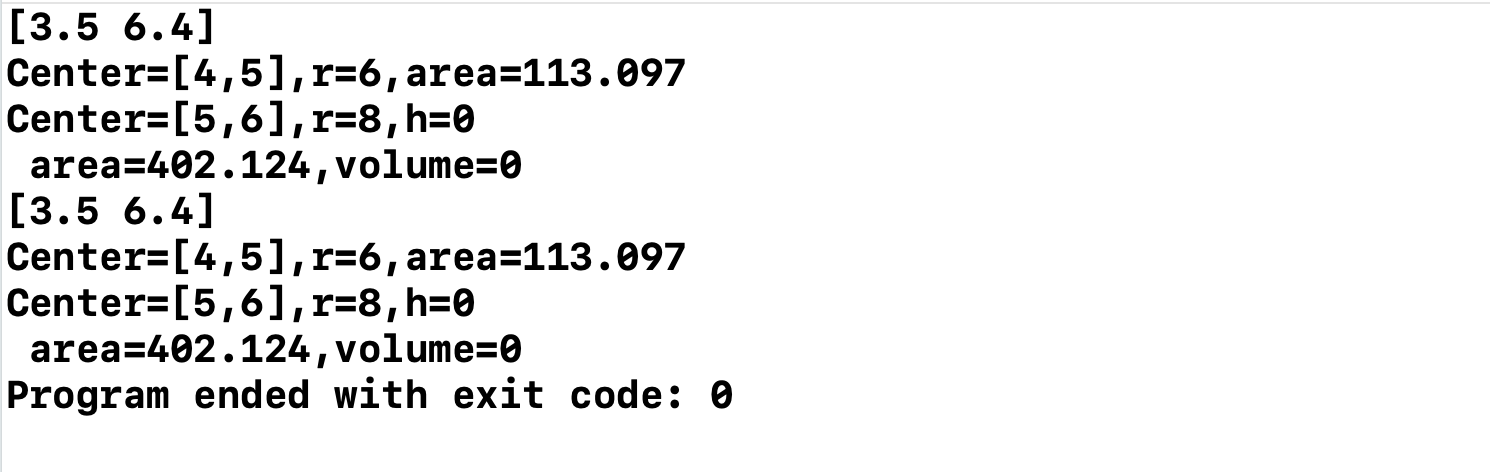 [3.5 6.4]
Center=[4,5],r=6,area=113.097
Center=[5,6],r=8,h=0
 area=402.124,volume=0
[3.5 6.4]
Center=[4,5],r=6,area=113.097
Center=[5,6],r=8,h=0
 area=402.124,volume=0
Program ended with exit code: 0